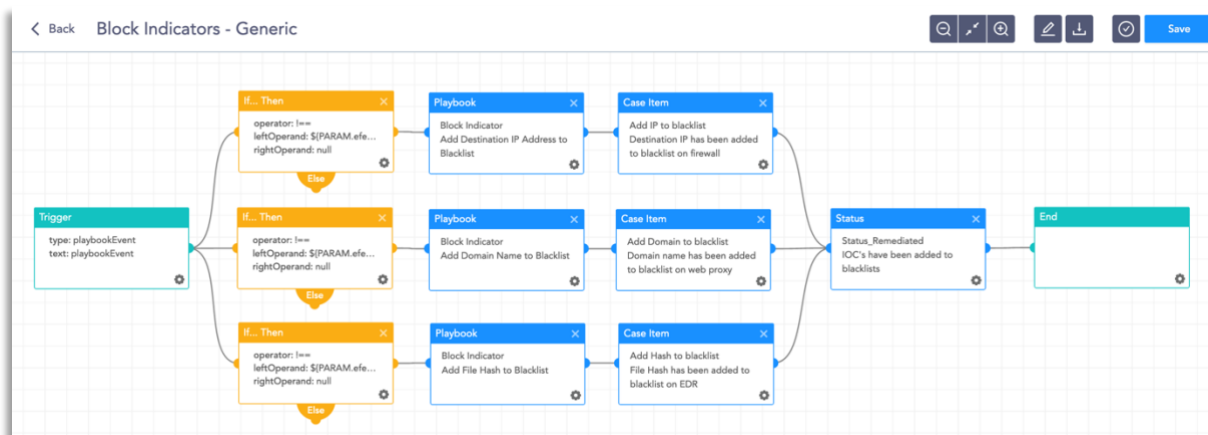 Back Block Indicators - Generic
Save
If... Then
operator: !==
leftOperand: ${PARAM.efe...
rightOperand: null
Else
Playbook
Block Indicator
Add Destination IP Address to
Blacklist
Case Item
Add IP to blacklist
Destination IP has been added
to blacklist on firewall
Trigger
type: playbookEvent
text: playbookEvent
If... Then
operator: !==
leftOperand: ${PARAM.efe...
rightOperand: null
Else
Playbook
Block Indicator
Add Domain Name to Blacklist
Case Item
Add Domain to blacklist
Domain name has been added
to blacklist on web proxy
Status
Status_Remediated
IOC's have been added to
blacklists
End
If... Then
operator: !==
leftOperand: ${PARAM.efe...
rightOperand: null
Else
Playbook
Block Indicator
Add File Hash to Blacklist
Case Item
Add Hash to blacklist
File Hash has been added to
blacklist on EDR